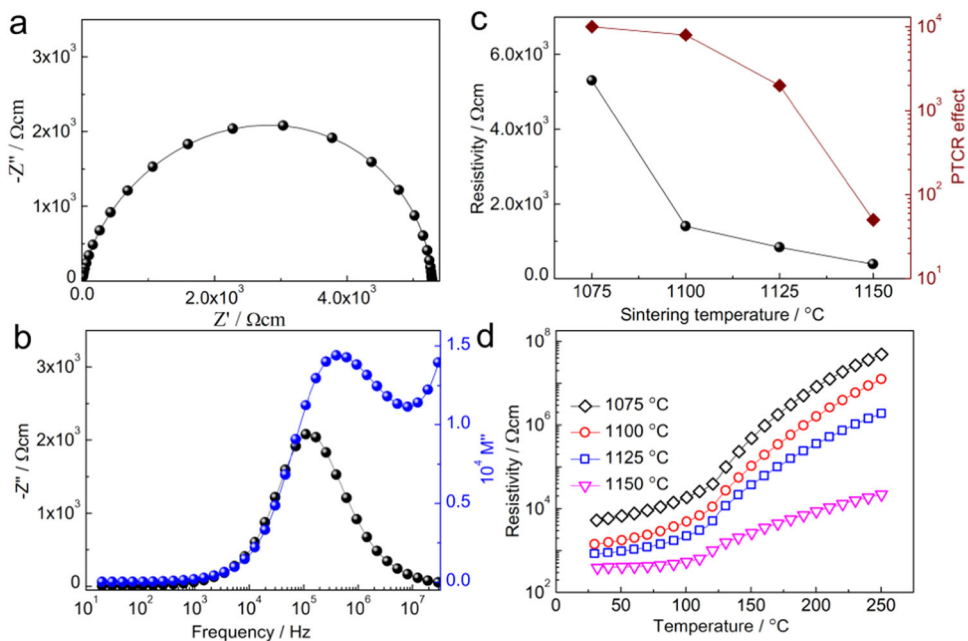 a
3x10³
2x10³
1x10³
0
-Z'' / Ωcm
0.0
2.0x10³
4.0x10³
Z' / Ωcm
c
6.0x10³
4.0x10³
2.0x10³
0.0
Resistivity / Ωcm
10⁴
10³
10²
10¹
PTCR effect
1075
1100
1125
1150
Sintering temperature / °C
b
3x10³
2x10³
1x10³
0
-Z'' / Ωcm
1.5
1.0
0.5
0.0
10⁴ M''
10¹
10²
10³
10⁴
10⁵
10⁶
10⁷
Frequency / Hz
d
10⁸
10⁶
10⁴
10²
Resistivity / Ωcm
1075 °C
1100 °C
1125 °C
1150 °C
0
50
100
150
200
250
Temperature / °C